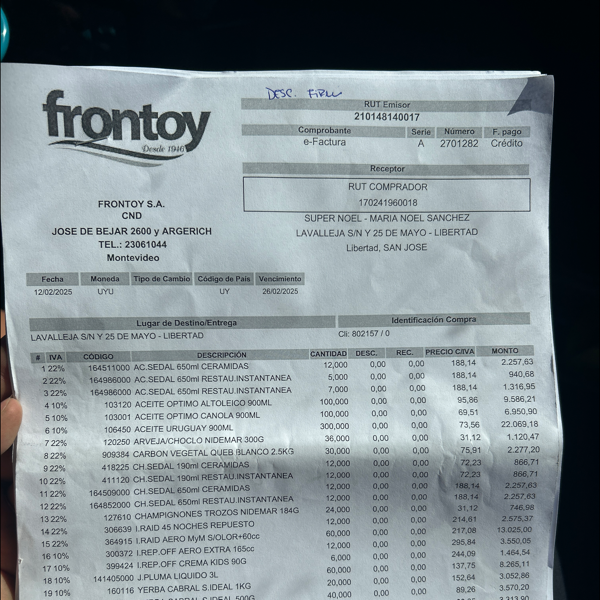 DESC. FIRM
frontoy
Desde 1946
RUT Emisor
210148140017
Comprobante Serie Número F. pago
e-Factura A 2701282 Crédito
Receptor
RUT COMPRADOR
170241960018
SUPER NOEL - MARIA NOEL SANCHEZ
LAVALLEJA S/N Y 25 DE MAYO - LIBERTAD
Libertad, SAN JOSE
FRONTOY S.A.
CND
JOSE DE BEJAR 2600 y ARGERICH
TEL.: 23061044
Montevideo
Fecha Moneda Tipo de Cambio Código de País Vencimiento
12/02/2025 UYU UY 26/02/2025
Lugar de Destino/Entrega Identificación Compra
LAVALLEJA S/N Y 25 DE MAYO - LIBERTAD Cli: 802157 / 0
# IVA CÓDIGO DESCRIPCIÓN CANTIDAD DESC. REC. PRECIO C/IVA MONTO
1 22% 164511000 AC.SEDAL 650ml CERAMIDAS 12,000 0,00 0,00 188,14 2.257,63
2 22% 164986000 AC.SEDAL 650ml RESTAU.INSTANTANEA 5,000 0,00 0,00 188,14 940,68
3 22% 164986000 AC.SEDAL 650ml RESTAU.INSTANTANEA 7,000 0,00 0,00 188,14 1.316,95
4 10% 103120 ACEITE OPTIMO ALTOLEICO 900ML 100,000 0,00 0,00 95,86 9.586,21
5 10% 103001 ACEITE OPTIMO CANOLA 900ML 100,000 0,00 0,00 69,51 6.950,90
6 10% 106450 ACEITE URUGUAY 900ML 300,000 0,00 0,00 73,56 22.069,18
7 22% 120250 ARVEJA/CHOCLO NIDEMAR 300G 36,000 0,00 0,00 31,12 1.120,47
8 22% 909384 CARBON VEGETAL QUEB BLANCO 2.5KG 30,000 0,00 0,00 75,91 2.277,20
9 22% 418225 CH.SEDAL 190ml CERAMIDAS 12,000 0,00 0,00 72,23 866,71
10 22% 411120 CH.SEDAL 190ml RESTAU.INSTANTANEA 12,000 0,00 0,00 72,23 866,71
11 22% 164509000 CH.SEDAL 650ml CERAMIDAS 12,000 0,00 0,00 188,14 2.257,63
12 22% 164852000 CH.SEDAL 650ml RESTAU.INSTANTANEA 12,000 0,00 0,00 188,14 2.257,63
13 22% 127610 CHAMPIGNONES TROZOS NIDEMAR 184G 24,000 0,00 0,00 31,12 746,98
14 22% 306639 I.RAID 45 NOCHES REPUESTO 12,000 0,00 0,00 214,61 2.575,37
15 22% 364915 I.RAID AERO MyM S/OLOR+60cc 60,000 0,00 0,00 217,08 13.025,00
16 10% 300372 I.REP.OFF AERO EXTRA 165cc 12,000 0,00 0,00 295,84 3.550,05
17 10% 399424 I.REP.OFF CREMA KIDS 90G 6,000 0,00 0,00 244,09 1.464,54
18 10% 141405000 J.PLUMA LIQUIDO 3L 60,000 0,00 0,00 137,75 8.265,11
19 10% 160116 YERBA CABRAL S.IDEAL 1KG 20,000 0,00 0,00 152,64 3.052,86
YERBA CABRAL S.IDEAL 500G 40,000 0,00 0,00 89,26 3.570,20